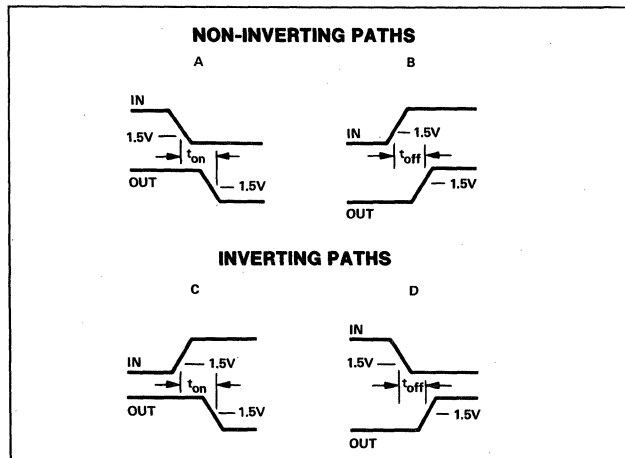 NON-INVERTING PATHS
A
B
IN
1.5V
t_on
OUT
1.5V
IN
1.5V
t_off
OUT
1.5V
INVERTING PATHS
C
D
IN
1.5V
t_on
OUT
1.5V
IN
1.5V
t_off
OUT
1.5V